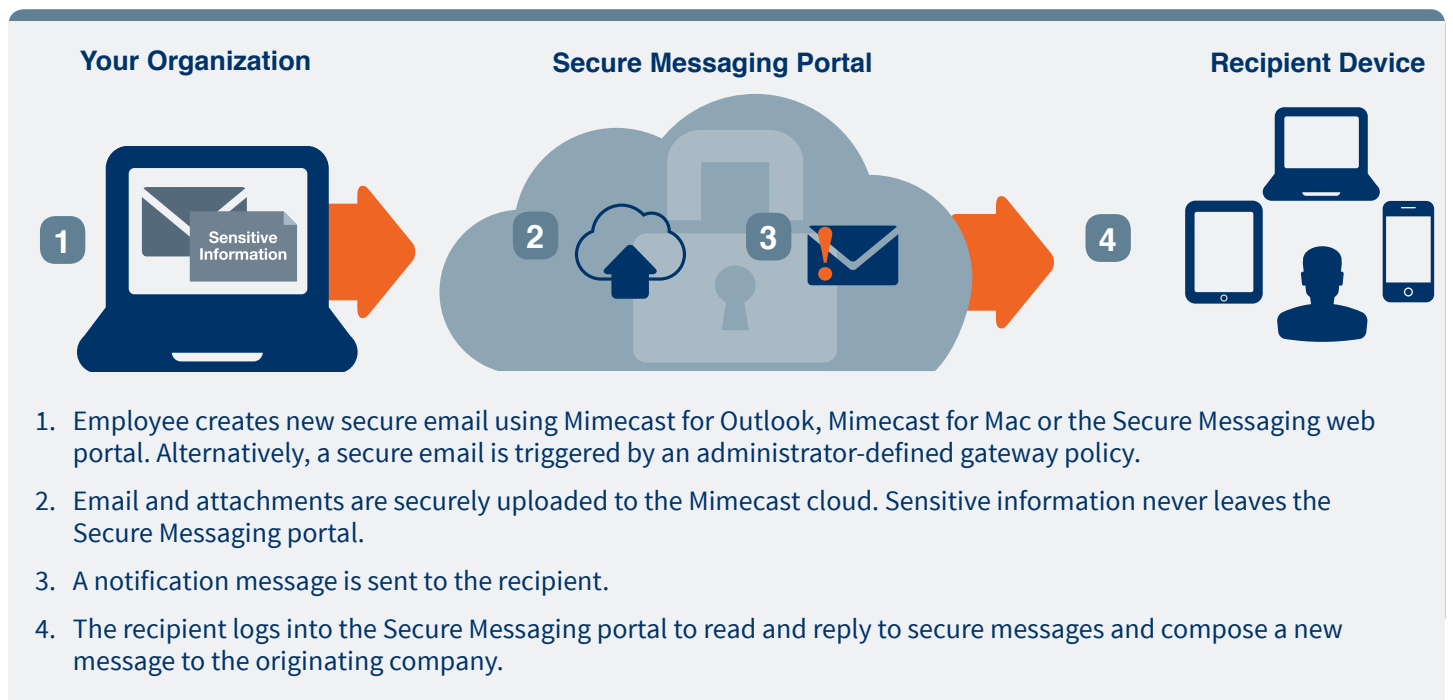 Your Organization
Secure Messaging Portal
Recipient Device
1
Sensitive
Information
2
3
4
1. Employee creates new secure email using Mimecast for Outlook, Mimecast for Mac or the Secure Messaging web
portal. Alternatively, a secure email is triggered by an administrator-defined gateway policy.
2. Email and attachments are securely uploaded to the Mimecast cloud. Sensitive information never leaves the
Secure Messaging portal.
3. A notification message is sent to the recipient.
4. The recipient logs into the Secure Messaging portal to read and reply to secure messages and compose a new
message to the originating company.